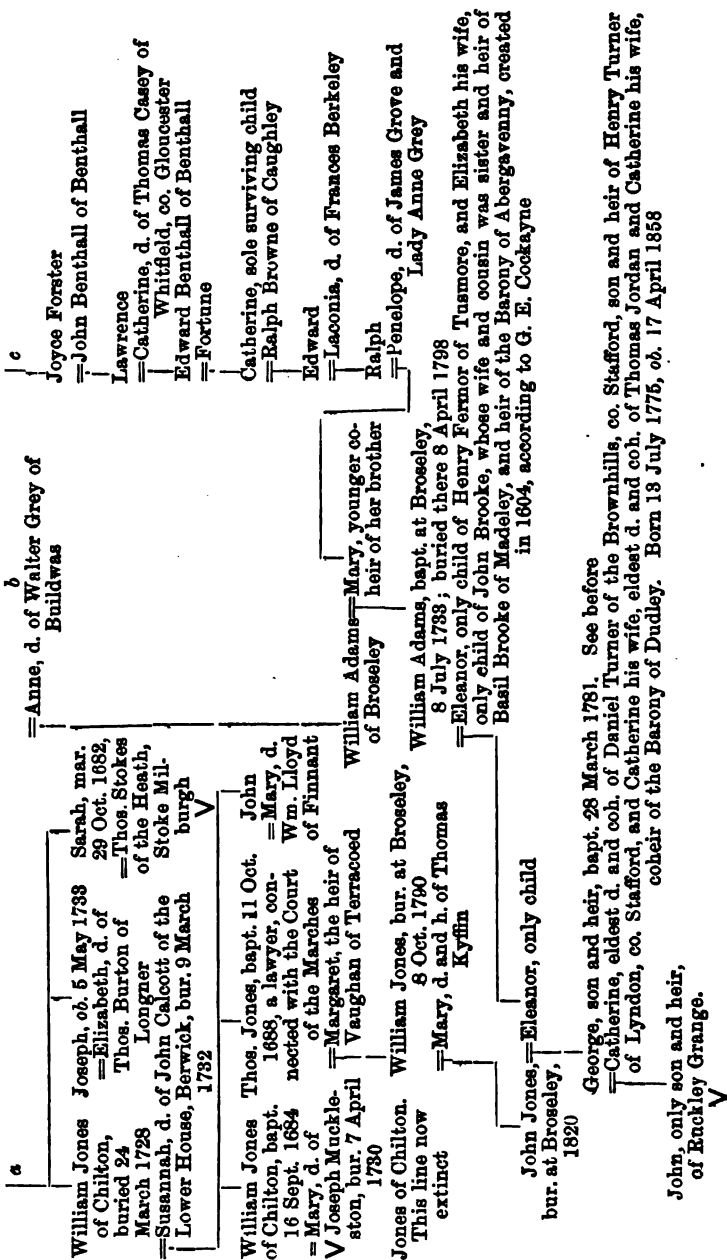 a
William Jones
of Chilton,
buried 24
March 1728
=Susannah, d. of John Calcott of the
Lower House, Berwick, bur. 9 March
1732
Joseph, ob. 5 May 1733
=Elizabeth, d. of
Thos. Burton of
Longner
Sarah, mar.
29 Oct. 1682,
=Thos. Stokes
of the Heath,
Stoke Mil-
burgh
V
b
=Anne, d. of Walter Grey of
Buildwas
c
Joyce Forster
=John Benthall of Benthall
Lawrence
=Catherine, d. of Thomas Casey of
Whitfield, co. Gloucester
Edward Benthall of Benthall
=Fortune
Catherine, sole surviving child
=Ralph Browne of Caughley
Edward
=Laconia, d. of Frances Berkeley
Ralph
=Penelope, d. of James Grove and
Lady Anne Grey
William Jones
of Chilton, bapt.
16 Sept. 1684
=Mary, d. of
V Joseph Muckle-
ston, bur. 7 April
1730
Jones of Chilton.
This line now
extinct
Thos. Jones, bapt. 11 Oct.
1688, a lawyer, con-
nected with the Court
of the Marches
=Margaret, the heir of
Vaughan of Terracoed
John
=Mary, d.
Wm. Lloyd
of Finnant
William Jones, bur. at Broseley,
8 Oct. 1790
=Mary, d. and h. of Thomas
Kyffin
William Adams=Mary, younger co-
of Broseley
heir of her brother
William Adams, bapt. at Broseley,
8 July 1733; buried there 8 April 1798
=Eleanor, only child of Henry Fermor of Tusmore, and Elizabeth his wife,
only child of John Brooke, whose wife and cousin was sister and heir of
Basil Brooke of Madeley, and heir of the Barony of Abergavenny, created
in 1604, according to G. E. Cockayne
John Jones,=Eleanor, only child
bur. at Broseley,
1820
George, son and heir, bapt. 28 March 1781. See before
=Catherine, eldest d. and coh. of Daniel Turner of the Brownhills, co. Stafford, son and heir of Henry Turner
of Lyndon, co. Stafford, and Catherine his wife, eldest d. and coh. of Thomas Jordan and Catherine his wife,
coheir of the Barony of Dudley. Born 13 July 1775, ob. 17 April 1858
John, only son and heir,
of Ruckley Grange.
V